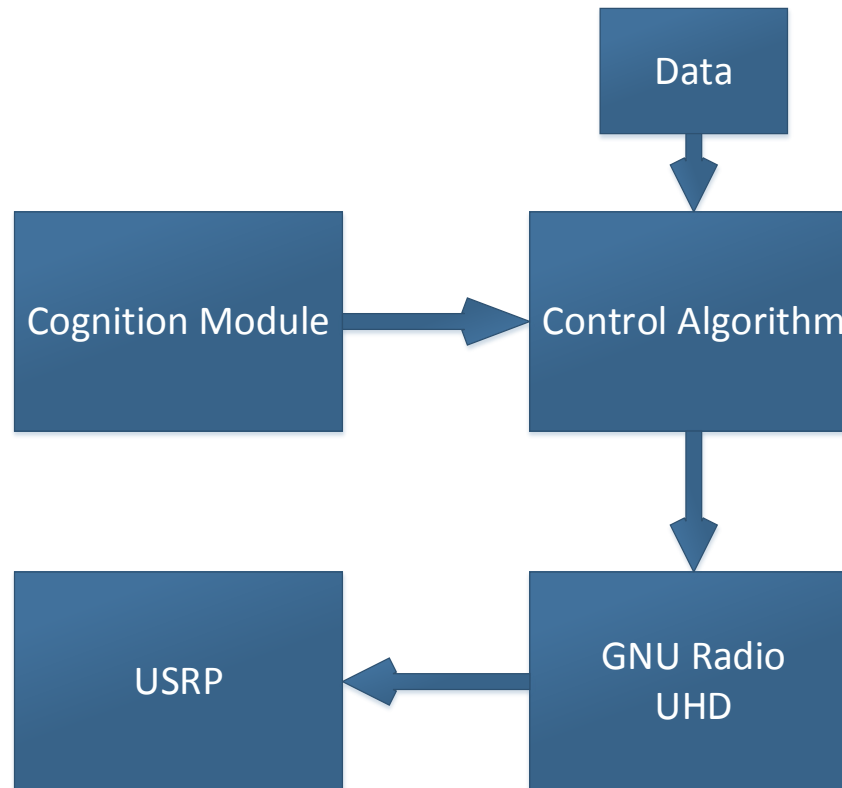 Data
Cognition Module
Control Algorithm
USRP
GNU Radio
UHD